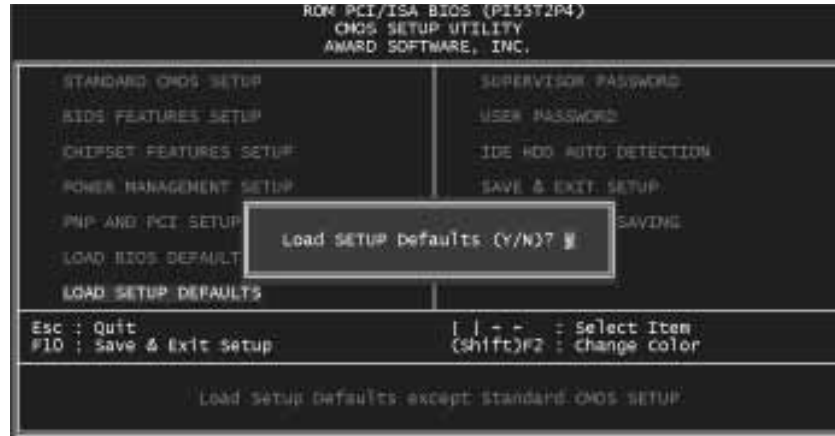 ROM PCI/ISA BIOS (PI55T2P4)
CMOS SETUP UTILITY
AWARD SOFTWARE, INC.
STANDARD CMOS SETUP
BIOS FEATURES SETUP
CHIPSET FEATURES SETUP
POWER MANAGEMENT SETUP
PNP AND PCI SETUP
LOAD BIOS DEFAULT
LOAD SETUP DEFAULTS
SUPERVISOR PASSWORD
USER PASSWORD
IDE HDD AUTO DETECTION
SAVE & EXIT SETUP
SAVING
Load SETUP Defaults (Y/N)?
Esc : Quit
F10 : Save & Exit Setup
: Select Item
(Shift)F2 : Change Color
Load Setup Defaults except Standard CMOS SETUP